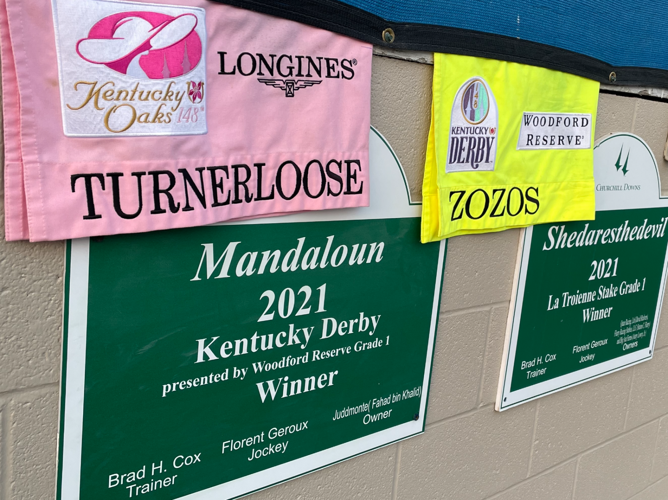 Kentucky
Oaks 148
LONGINES®
TURNERLOOSE
KENTUCKY
DERBY
WOODFORD
RESERVE®
ZOZOS
CHURCHILL DOWNS
Mandaloun
2021
Kentucky Derby
presented by Woodford Reserve Grade 1
Winner
Brad H. Cox
Trainer
Florent Geroux
Jockey
Juddmonte( Fahad bin Khalid)
Owner
Shedaresthedevil
2021
La Troienne Stake Grade 1
Winner
Brad H. Cox
Trainer
Florent Geroux
Jockey
Owners